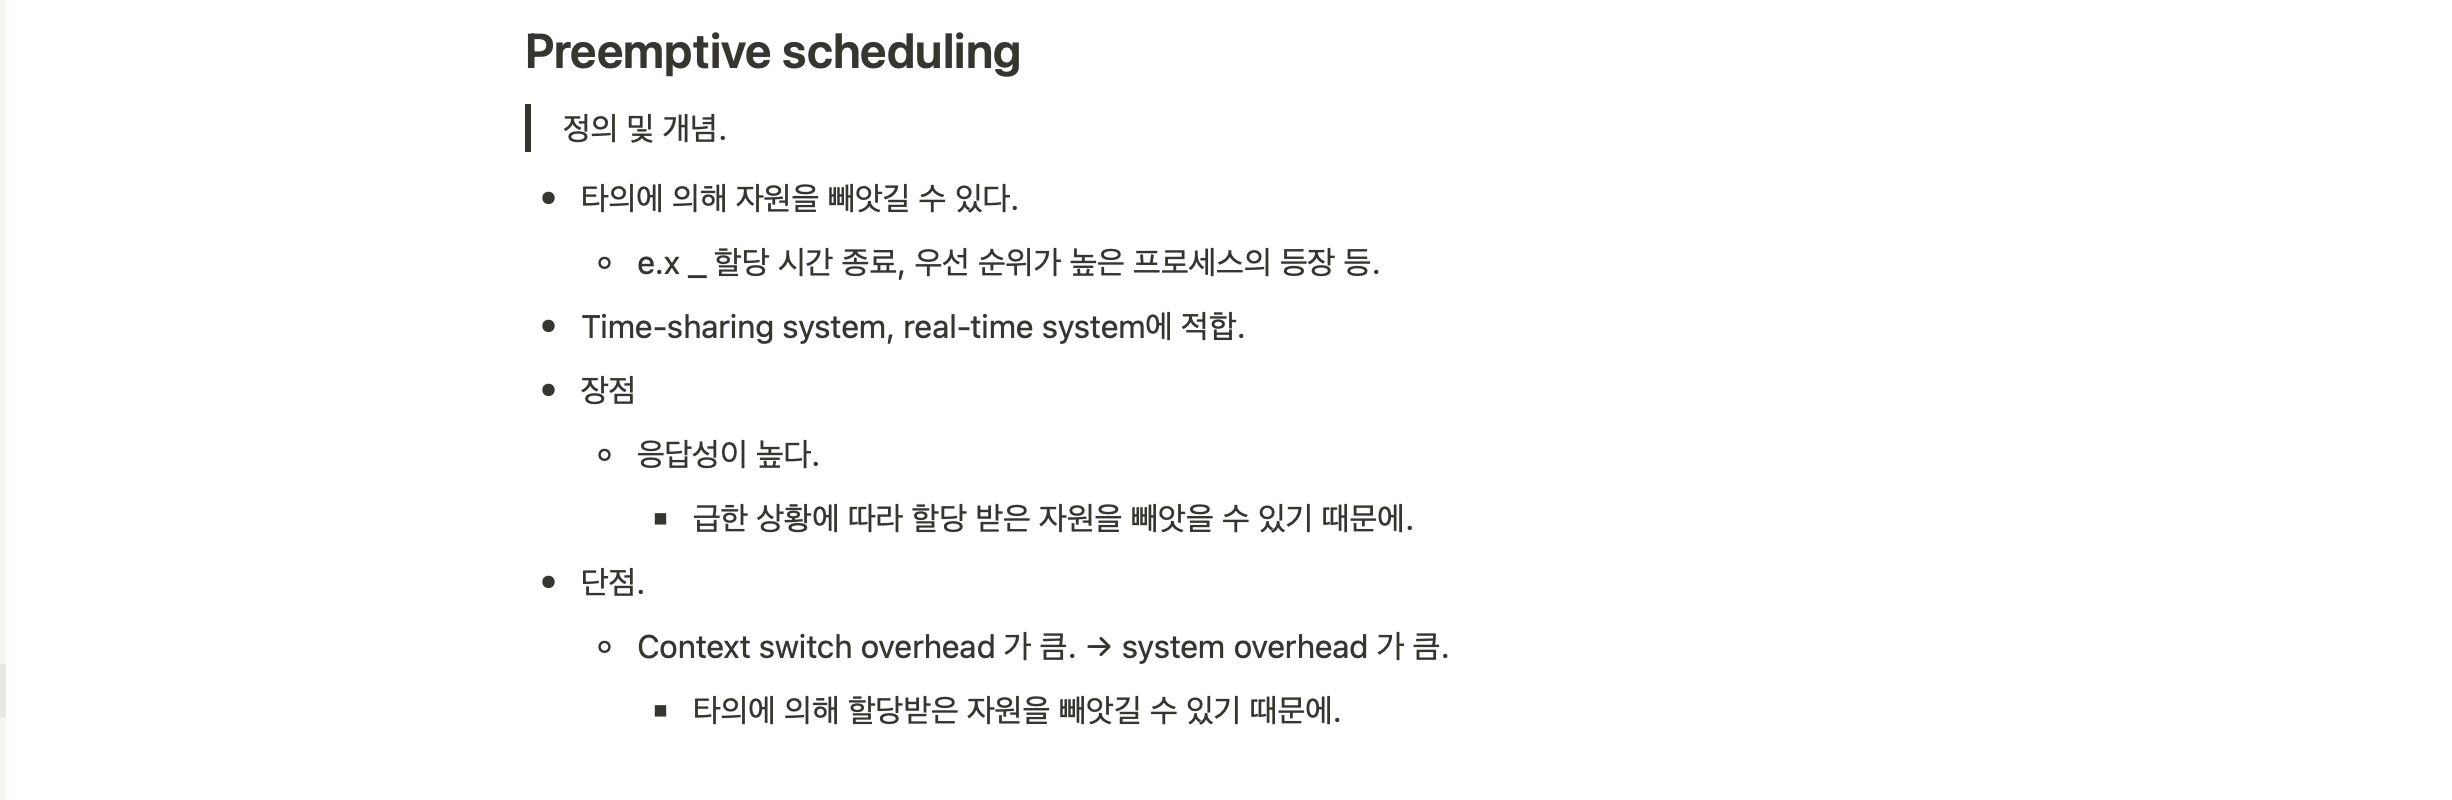 Preemptive scheduling
정의 및 개념.
타의에 의해 자원을 빼앗길 수 있다.
e.x _ 할당 시간 종료, 우선 순위가 높은 프로세스의 등장 등.
Time-sharing system, real-time system에 적합.
장점
응답성이 높다.
급한 상황에 따라 할당 받은 자원을 빼앗을 수 있기 때문에.
단점.
Context switch overhead 가 큼. → system overhead 가 큼.
타의에 의해 할당받은 자원을 빼앗길 수 있기 때문에.